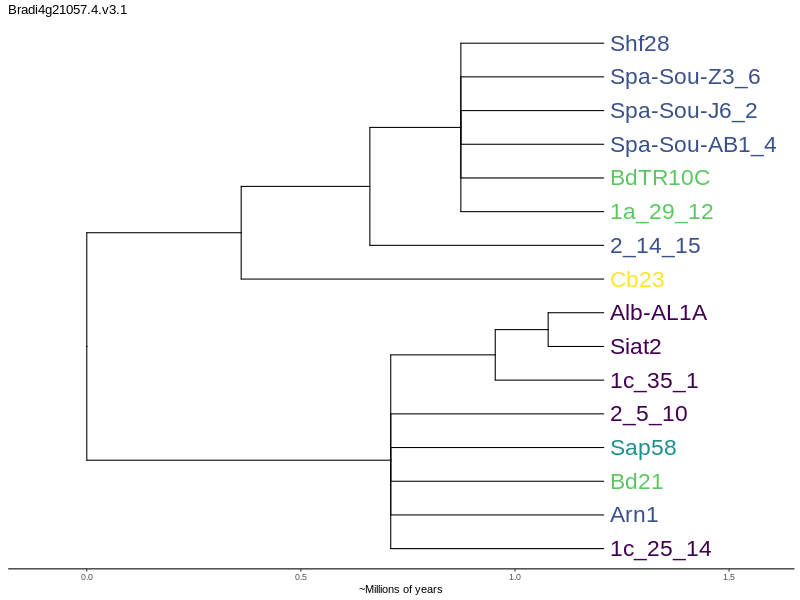 Bradi4g21057.4.v3.1
Shf28
Spa-Sou-Z3_6
Spa-Sou-J6_2
Spa-Sou-AB1_4
BdTR10C
1a_29_12
2_14_15
Cb23
Alb-AL1A
Siat2
1c_35_1
2_5_10
Sap58
Bd21
Arn1
1c_25_14
0.0 0.5 1.0 1.5
~Millions of years